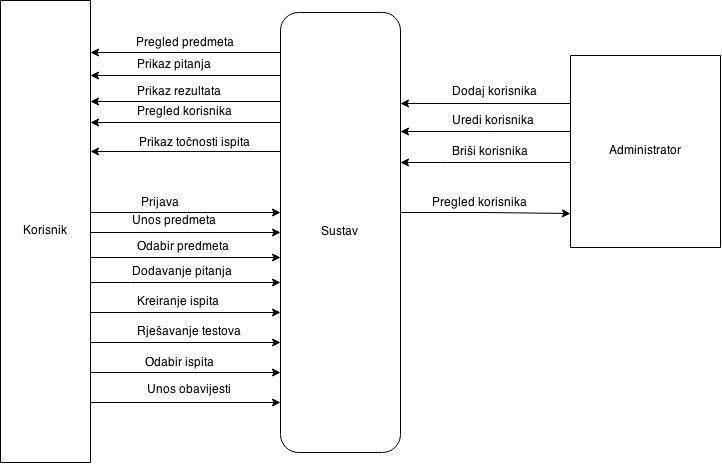 Pregled predmeta
Prikaz pitanja
Prikaz rezultata
Pregled korisnika
Prikaz točnosti ispita
Korisnik
Prijava
Unos predmeta
Odabir predmeta
Dodavanje pitanja
Kreiranje ispita
Rješavanje testova
Odabir ispita
Unos obavijesti
Sustav
Dodaj korisnika
Uredi korisnika
Briši korisnika
Pregled korisnika
Administrator